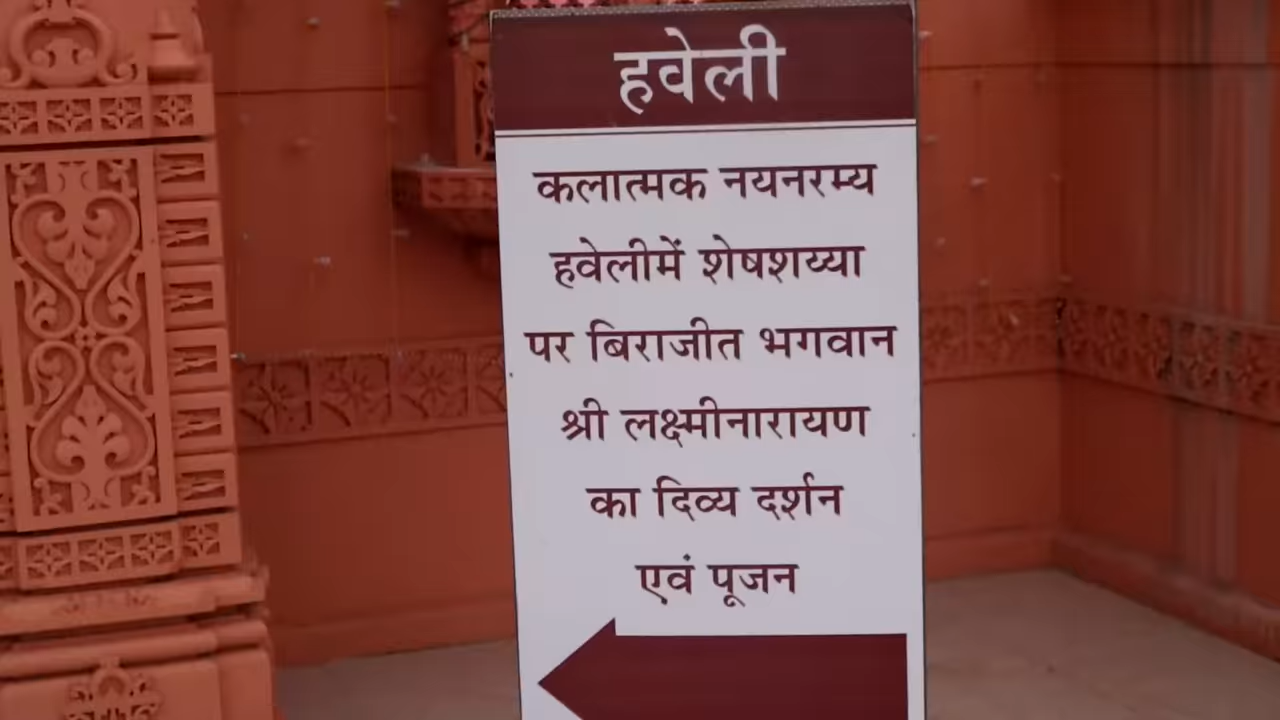 हवेली
कलात्मक नयनरम्य
हवेलीमें शेषशय्या
पर बिराजीत भगवान
श्री लक्ष्मीनारायण
का दिव्य दर्शन
एवं पूजन